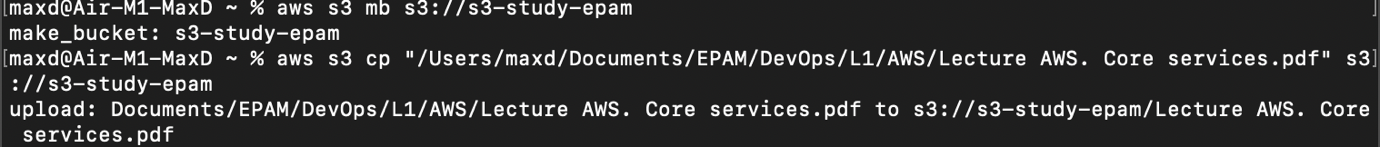 [maxd@Air-M1-MaxD ~ % aws s3 mb s3://s3-study-epam ]
make_bucket: s3-study-epam
[maxd@Air-M1-MaxD ~ % aws s3 cp "/Users/maxd/Documents/EPAM/DevOps/L1/AWS/Lecture AWS. Core services.pdf" s3]
://s3-study-epam
upload: Documents/EPAM/DevOps/L1/AWS/Lecture AWS. Core services.pdf to s3://s3-study-epam/Lecture AWS. Core
services.pdf